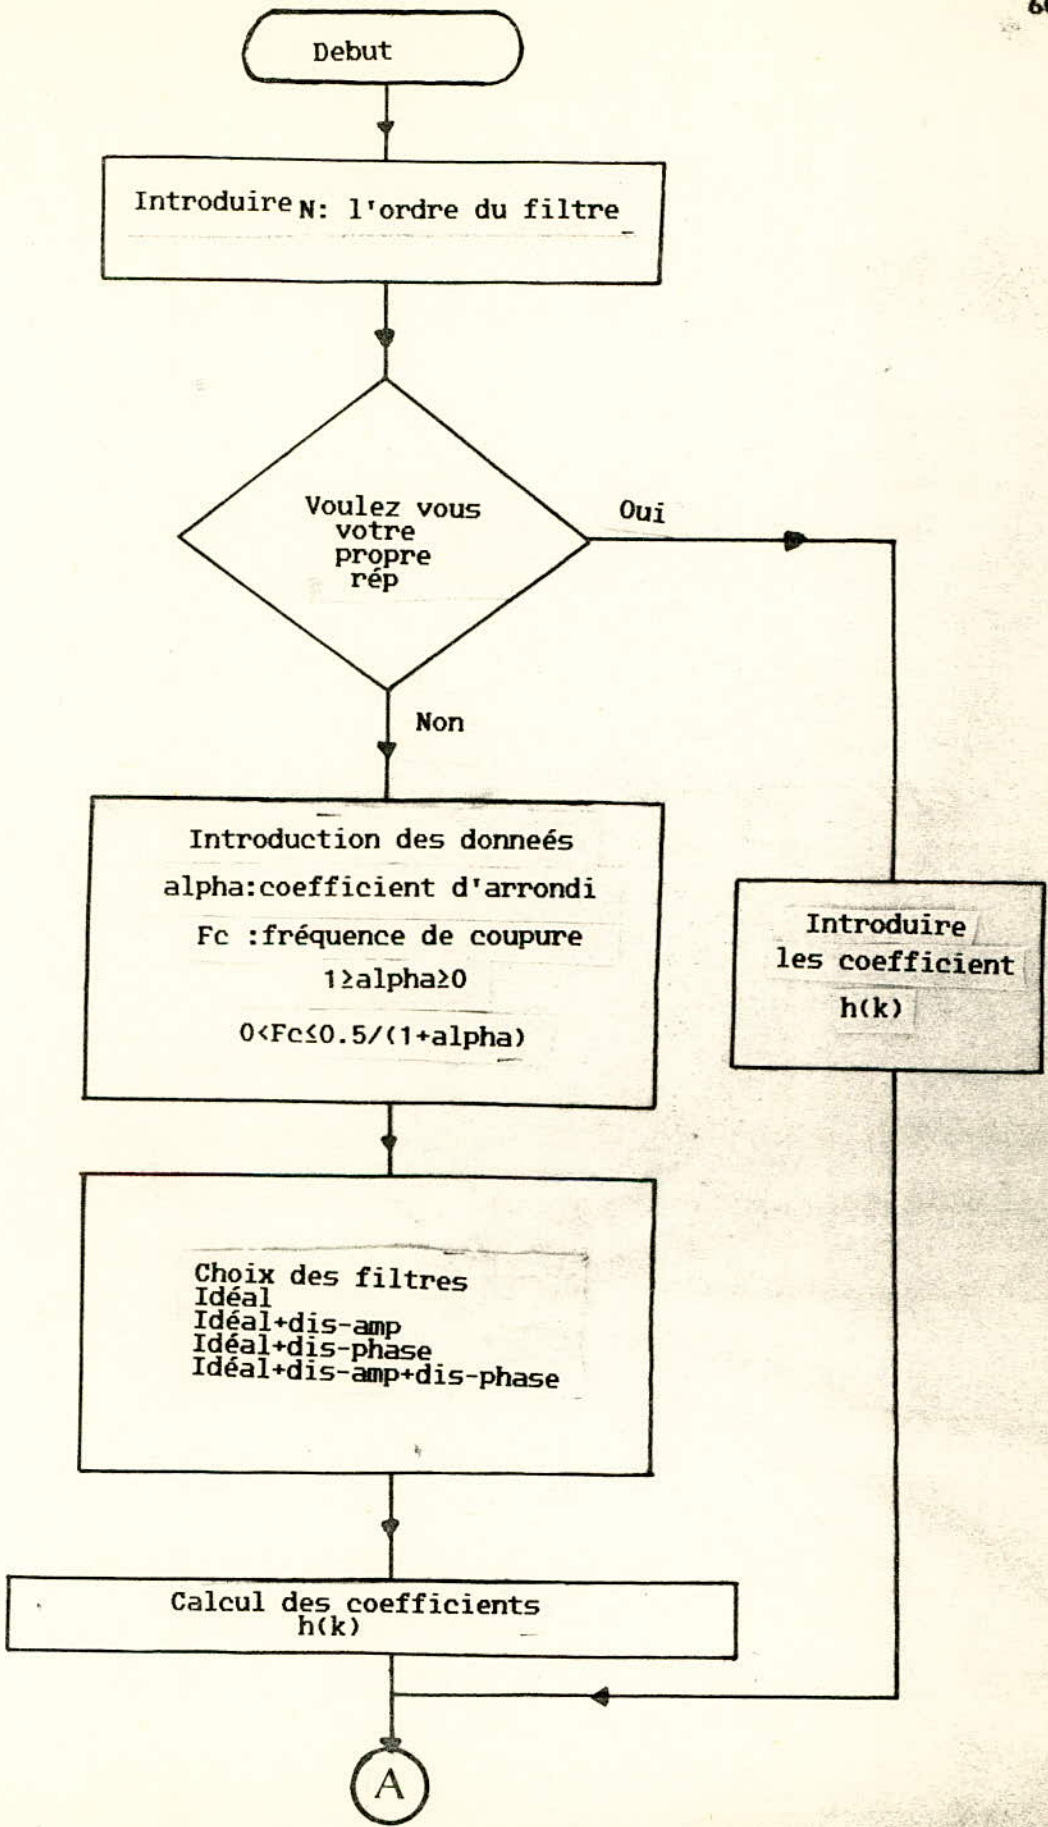 Debut
Introduire N: l'ordre du filtre
Voulez vous
votre
propre
rép
Oui
Non
Introduction des donneés
alpha:coefficient d'arrondi
Fc :fréquence de coupure
1≥alpha≥0
0<Fc≤0.5/(1+alpha)
Introduire
les coefficient
h(k)
Choix des filtres
Idéal
Idéal+dis-amp
Idéal+dis-phase
Idéal+dis-amp+dis-phase
Calcul des coefficients
h(k)
A